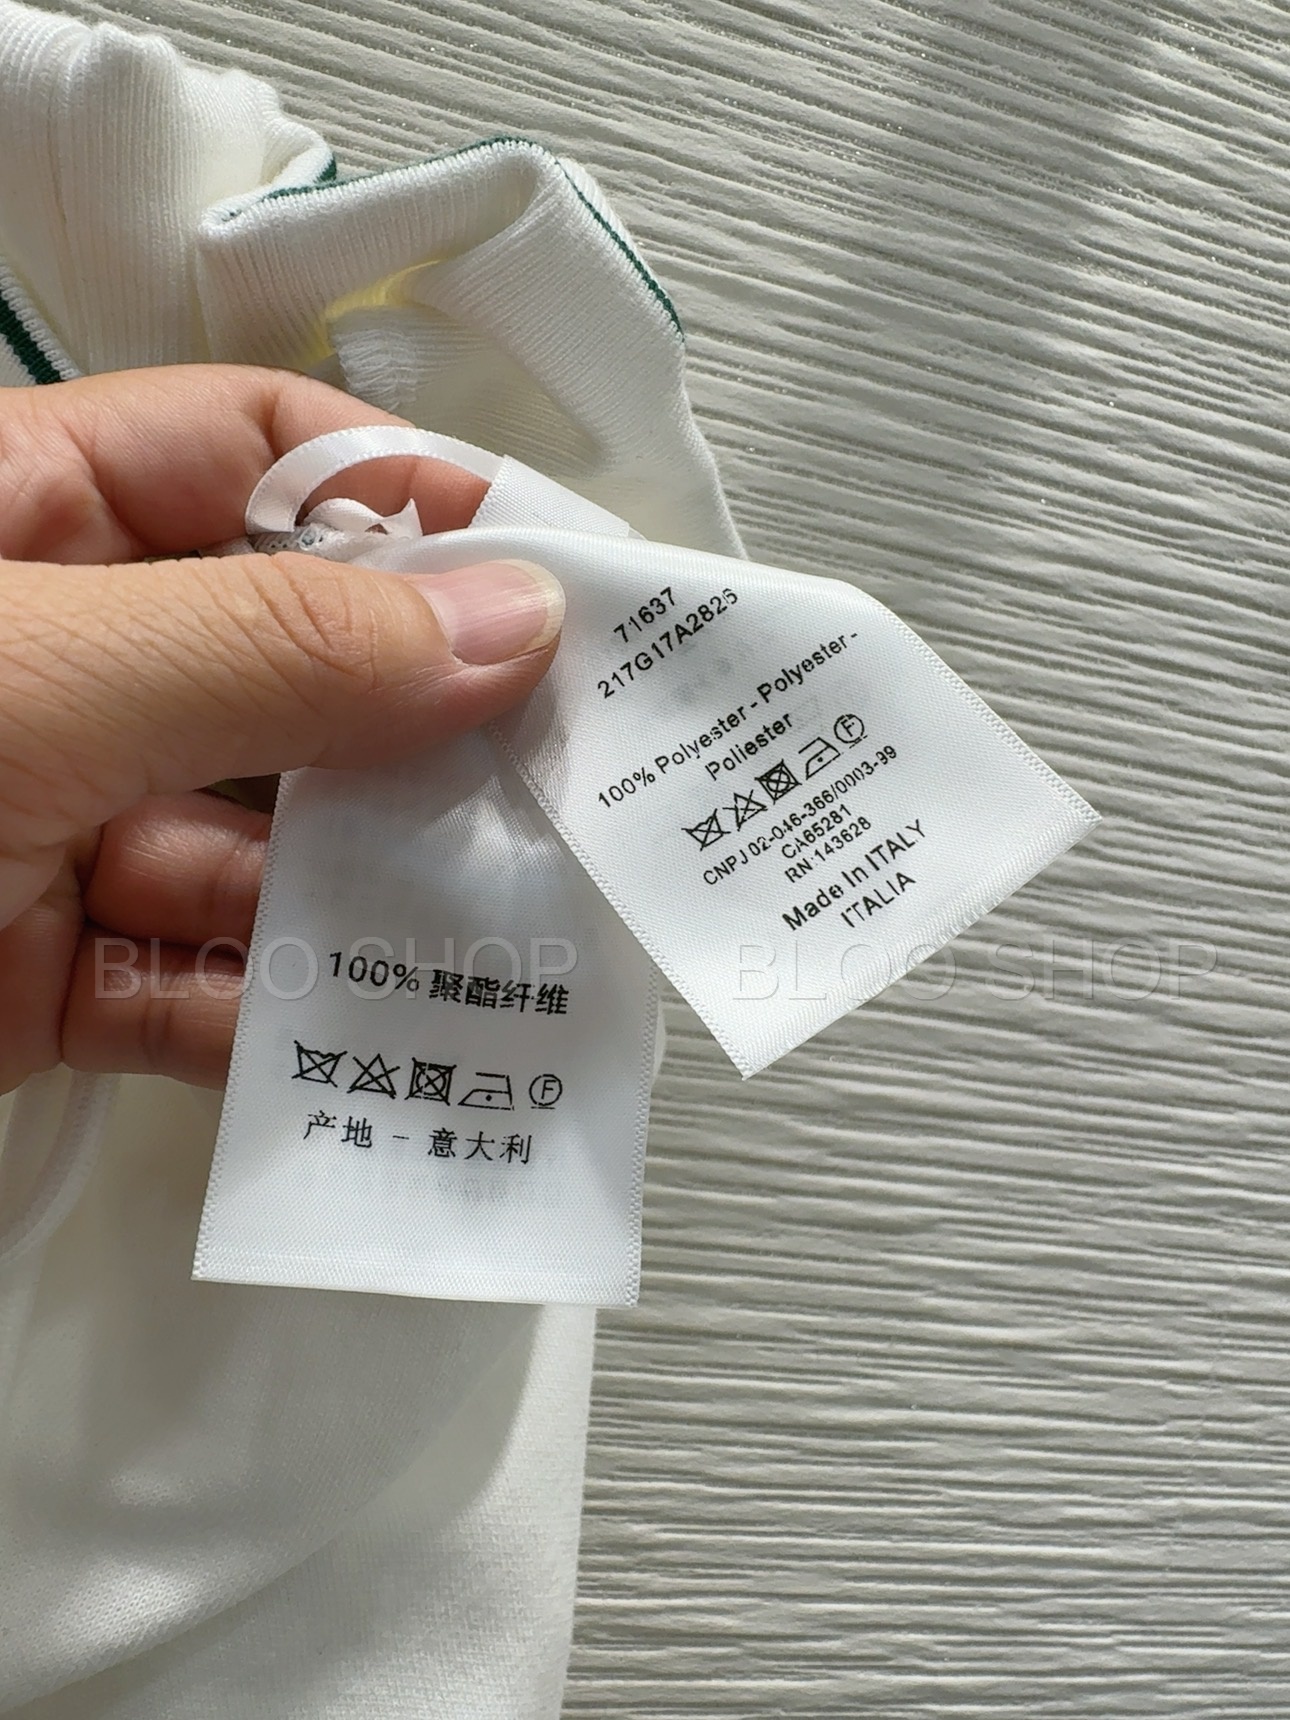 71637
217G17A2826
100% Polyester - Polyester -
Poliester
F
CNPJ 02-046-366/0003-99
CA65281
RN 143628
Made In ITALY
ITALIA
100% 聚酯纤维
F
产地 - 意大利
BLOO SHOP
BLOO SHOP